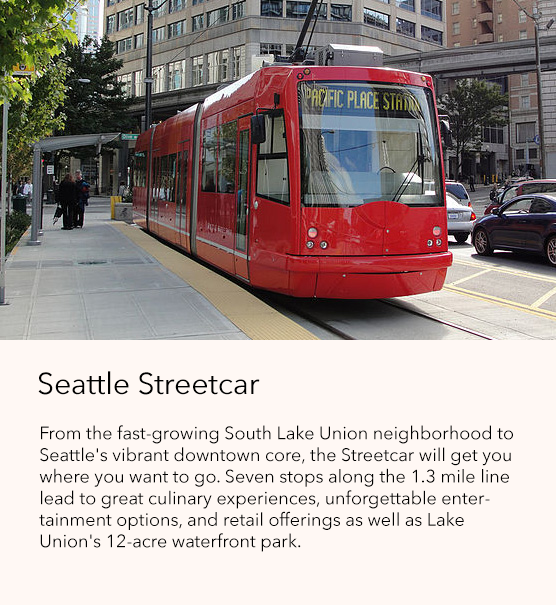 PACIFIC PLACE STATION
Seattle Streetcar
From the fast-growing South Lake Union neighborhood to
Seattle's vibrant downtown core, the Streetcar will get you
where you want to go. Seven stops along the 1.3 mile line
lead to great culinary experiences, unforgettable enter-
tainment options, and retail offerings as well as Lake
Union's 12-acre waterfront park.